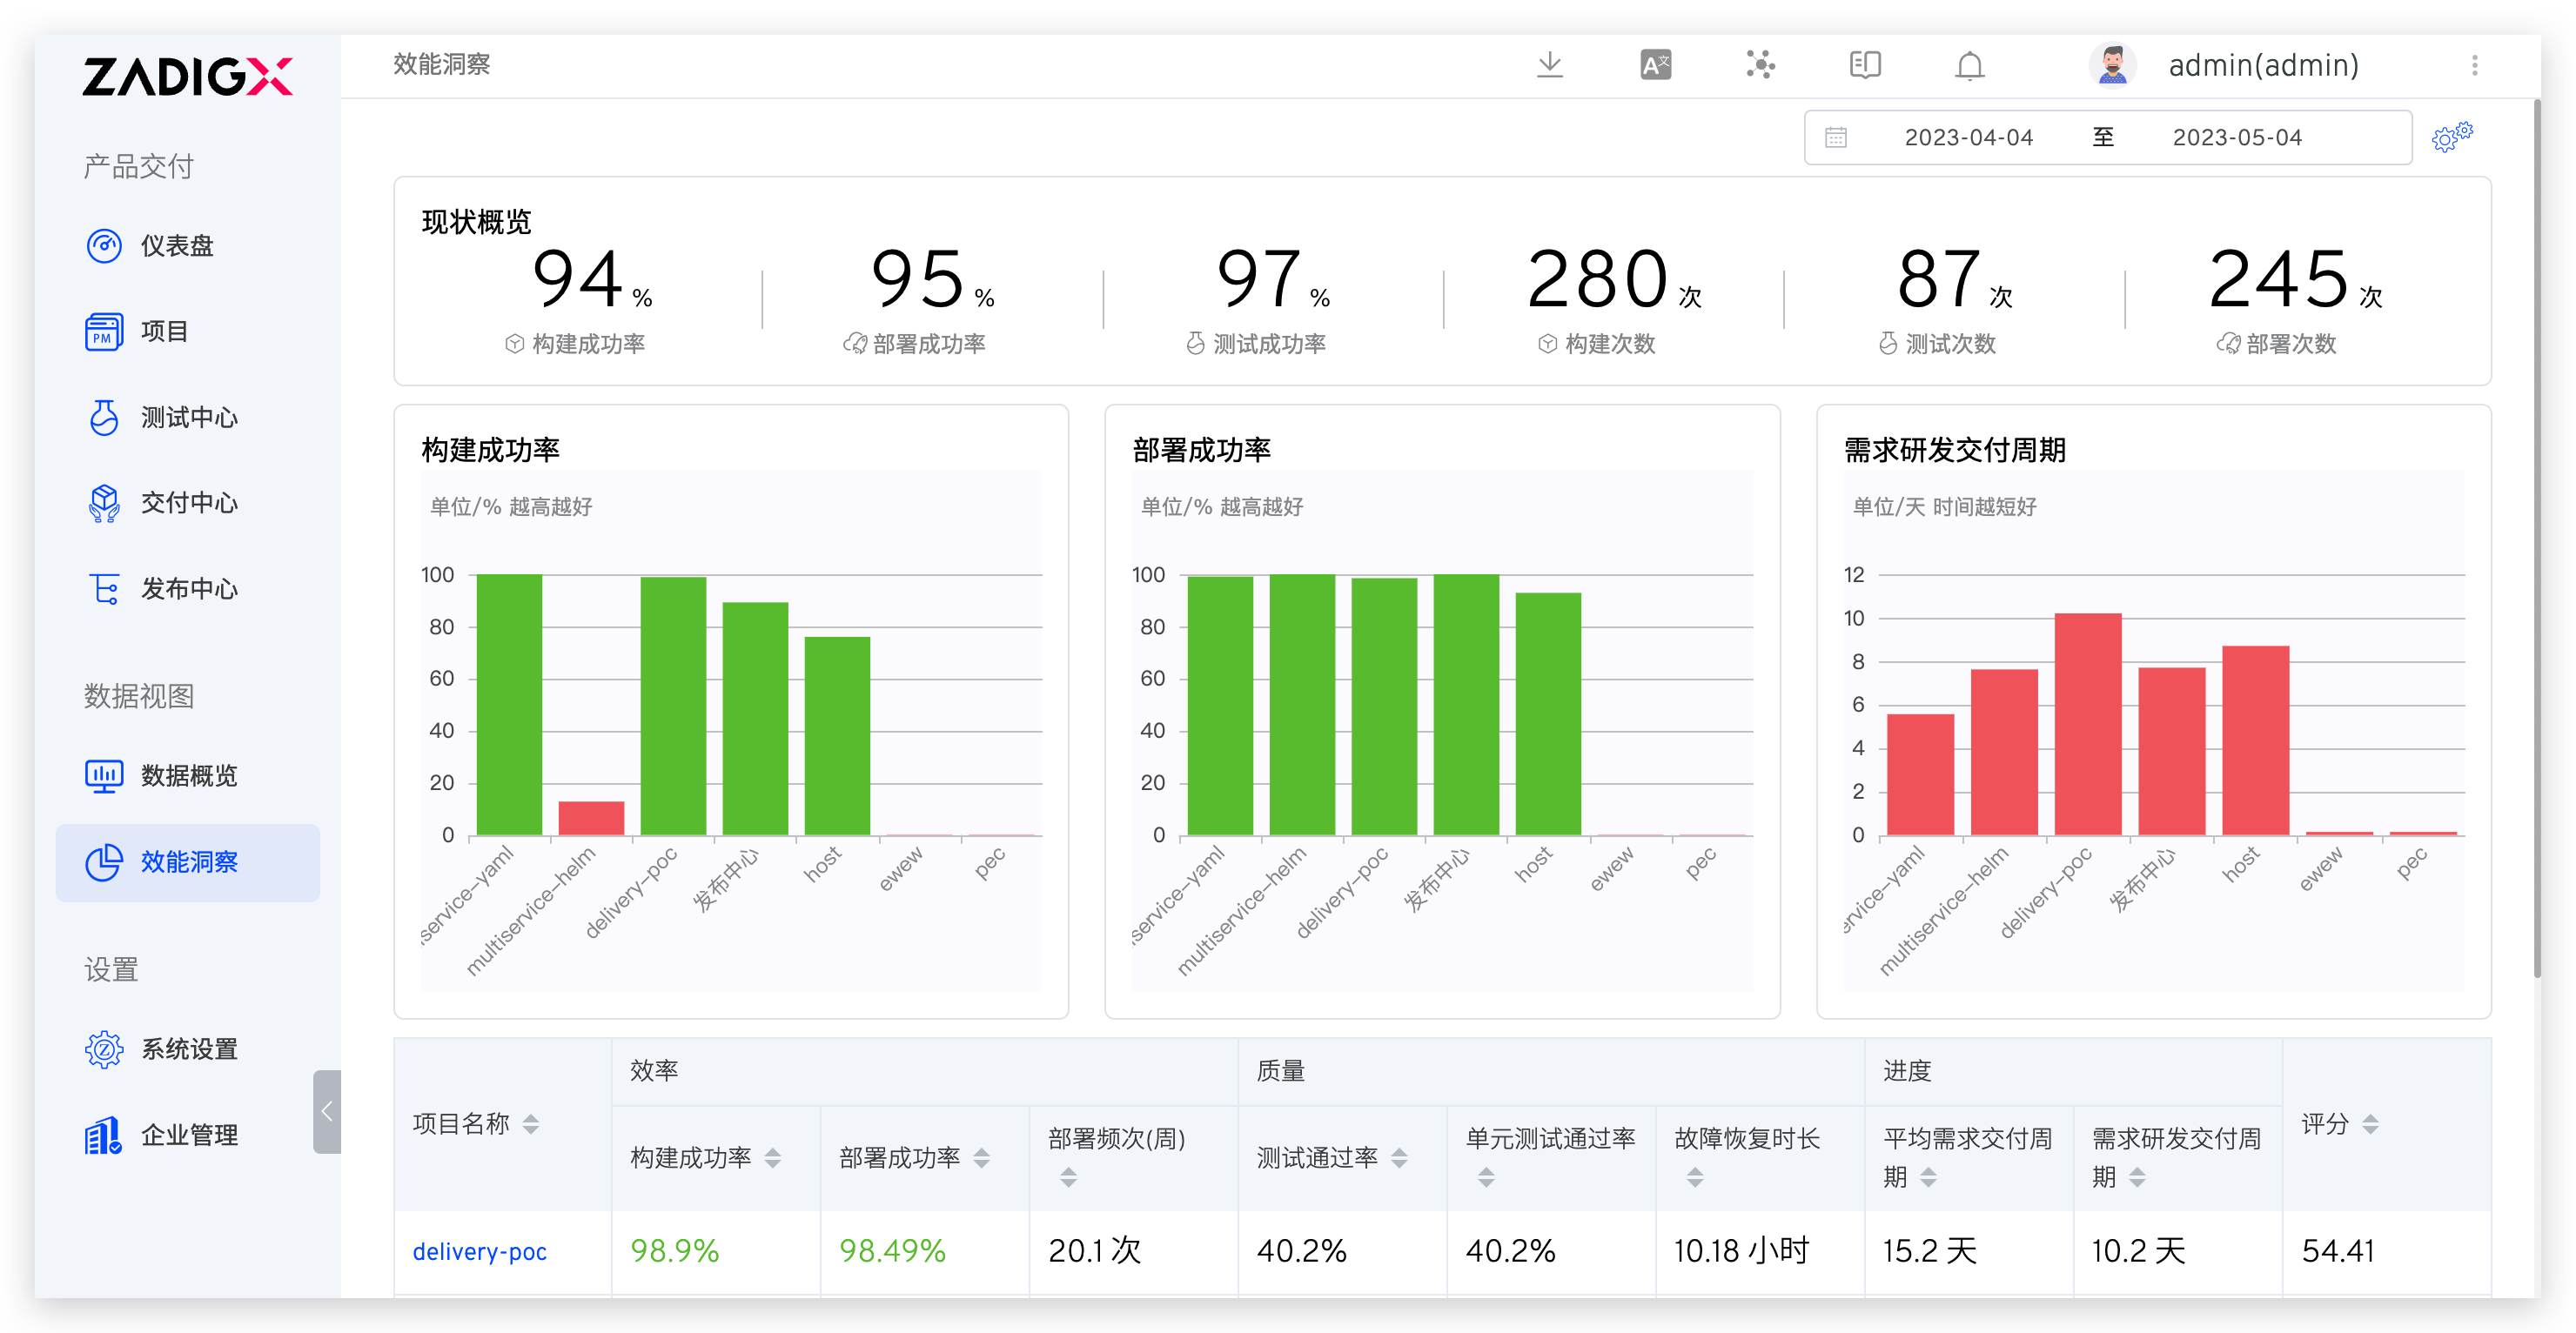 ZADIGX
产品交付
仪表盘
项目
PM
测试中心
交付中心
发布中心
数据视图
数据概览
效能洞察
设置
系统设置
企业管理
效能洞察
A文
admin(admin)
2023-04-04 至 2023-05-04
现状概览
94 % 95 % 97 % 280 次 87 次 245 次
构建成功率 部署成功率 测试成功率 构建次数 测试次数 部署次数
构建成功率
单位/% 越高越好
100
80
60
40
20
0
service-yaml multiservice-helm delivery-poc 发布中心 host ewew pec
部署成功率
单位/% 越高越好
100
80
60
40
20
0
service-yaml multiservice-helm delivery-poc 发布中心 host ewew pec
需求研发交付周期
单位/天 时间越短好
12
10
8
6
4
2
0
ervice-yaml multiservice-helm delivery-poc 发布中心 host ewew pec
项目名称 效率 质量 进度 评分
构建成功率 部署成功率 部署频次(周) 测试通过率 单元测试通过率 故障恢复时长 平均需求交付周期 需求研发交付周期
delivery-poc 98.9% 98.49% 20.1 次 40.2% 40.2% 10.18 小时 15.2 天 10.2 天 54.41